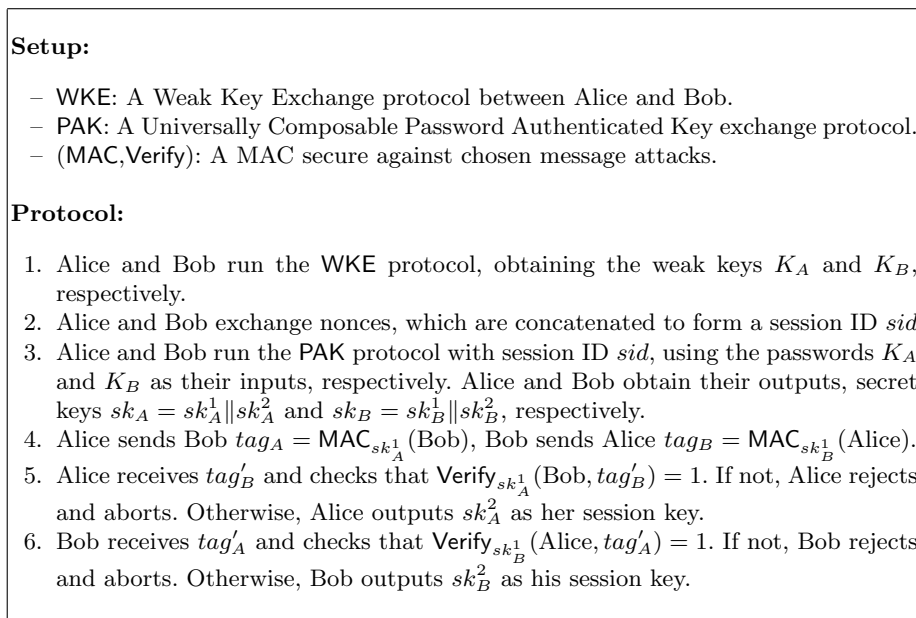 Setup:
– WKE: A Weak Key Exchange protocol between Alice and Bob.
– PAK: A Universally Composable Password Authenticated Key exchange protocol.
– (MAC,Verify): A MAC secure against chosen message attacks.
Protocol:
1. Alice and Bob run the WKE protocol, obtaining the weak keys K_A and K_B,
respectively.
2. Alice and Bob exchange nonces, which are concatenated to form a session ID sid
3. Alice and Bob run the PAK protocol with session ID sid, using the passwords K_A
and K_B as their inputs, respectively. Alice and Bob obtain their outputs, secret
keys sk_A = sk_A^1∥sk_A^2 and sk_B = sk_B^1∥sk_B^2, respectively.
4. Alice sends Bob tag_A = MAC_{sk_A^1}(Bob), Bob sends Alice tag_B = MAC_{sk_B^1}(Alice).
5. Alice receives tag'_B and checks that Verify_{sk_A^1}(Bob, tag'_B) = 1. If not, Alice rejects
and aborts. Otherwise, Alice outputs sk_A^2 as her session key.
6. Bob receives tag'_A and checks that Verify_{sk_B^1}(Alice, tag'_A) = 1. If not, Bob rejects
and aborts. Otherwise, Bob outputs sk_B^2 as his session key.